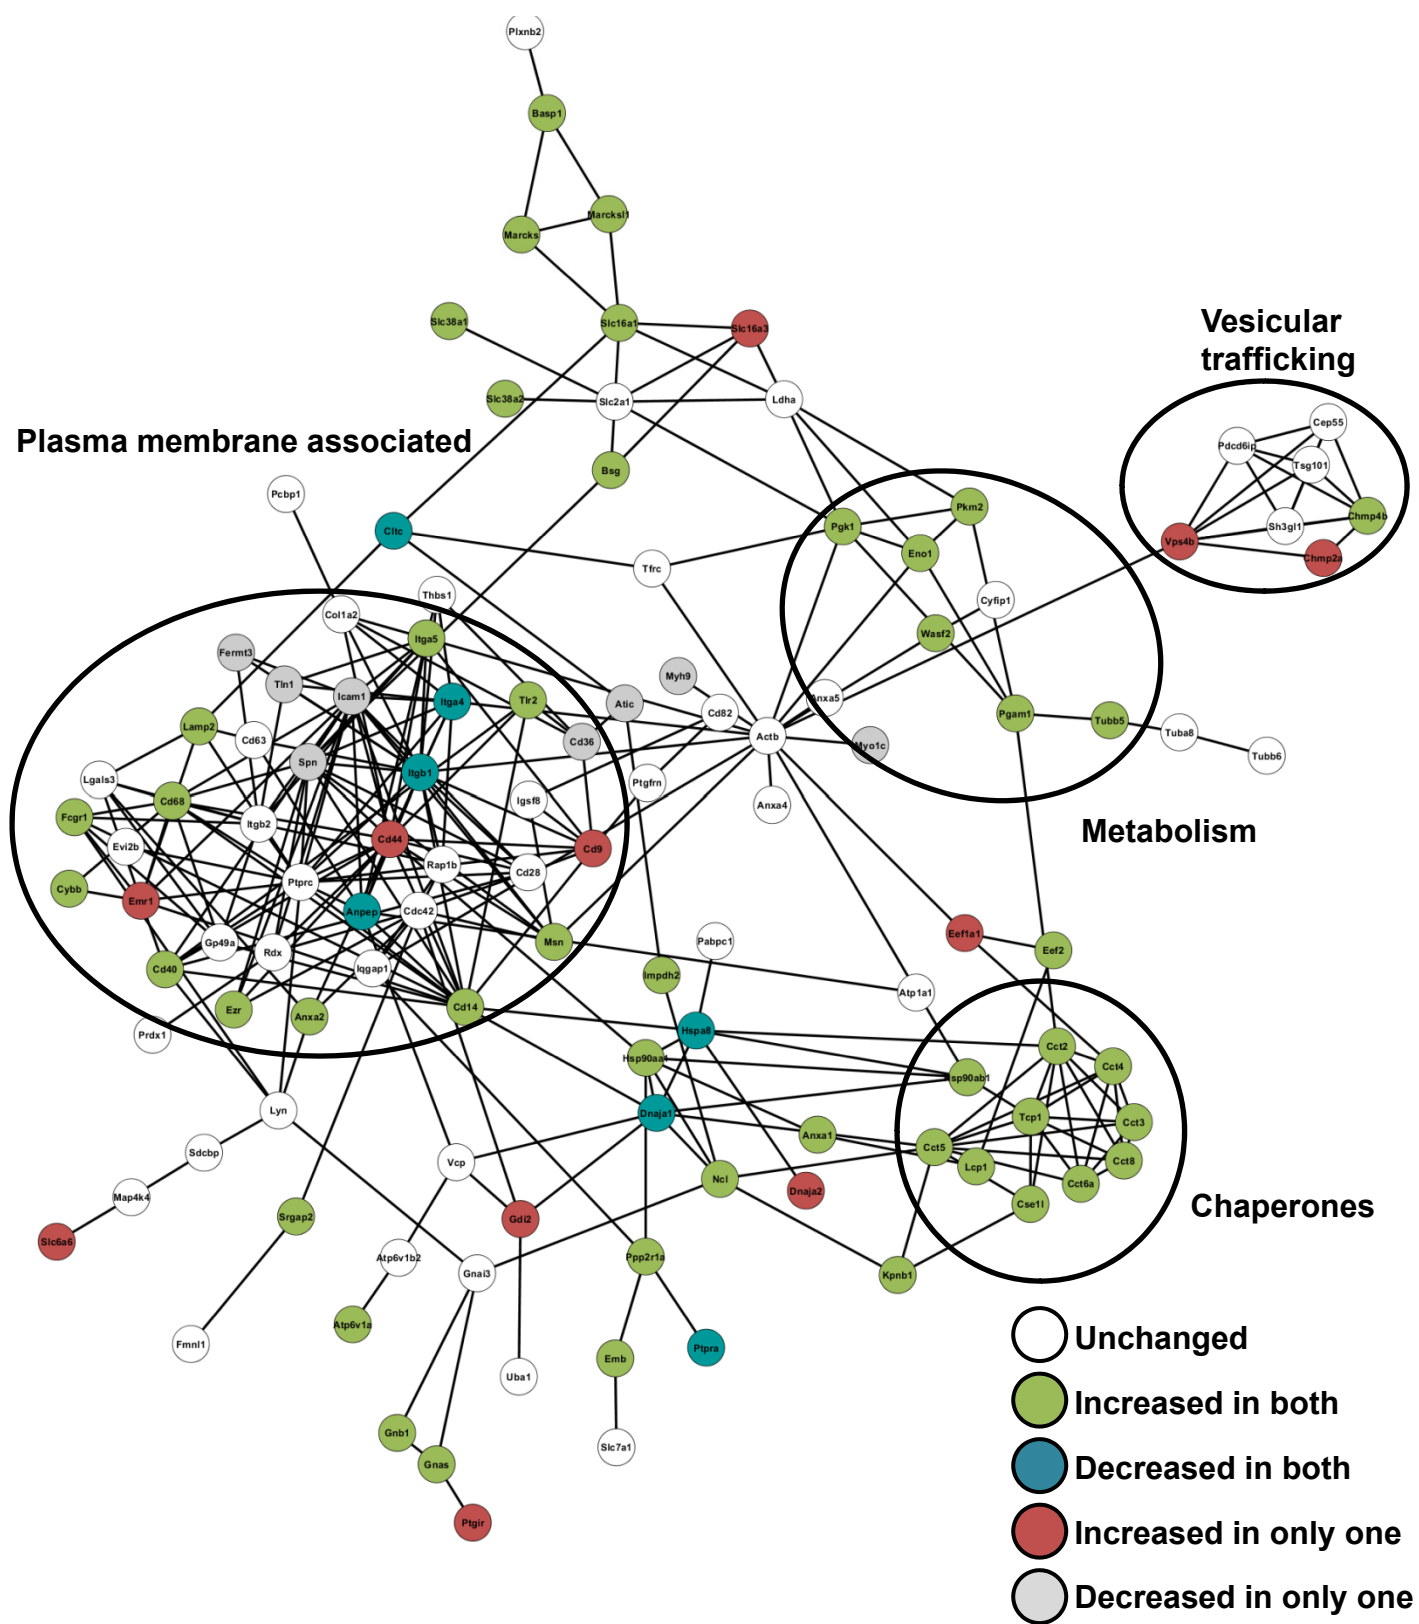 Plxnb2
Basp1
Marcksl1
Marcks
Slc38a1
Slc16a1
Slc16a3
Vesicular
trafficking
Slc38a2
Slc2a1
Ldha
Cep55
Plasma membrane associated
Pdcd6ip
Tsg101
Bsg
Pcbp1
Pkm2
Chmp4b
Cltc
Pgk1
Sh3gl1
Vps4b
Eno1
Chmp2a
Tfrc
Thbs1
Cyfip1
Col1a2
Itga5
Wasf2
Fermt3
Tln1
Icam1
Itga4
Tlr2
Atic
Myh9
Anxa5
Cd82
Pgam1
Tubb5
Lamp2
Cd63
Cd36
Actb
Myo1c
Tuba8
Tubb6
Spn
Itgb1
Lgals3
Ptgfrn
Cd68
Igsf8
Anxa4
Fcgr1
Itgb2
Metabolism
Evi2b
Cd44
Cd9
Rap1b
Cd28
Cybb
Ptprc
Emr1
Anpep
Cdc42
Gp49a
Rdx
Msn
Pabpc1
Eef1a1
Eef2
Cd40
Iqgap1
Impdh2
Atp1a1
Ezr
Anxa2
Cd14
Prdx1
Hspa8
Cct2
Hsp90aa1
Cct4
sp90ab1
Lyn
Dnaja1
Tcp1
Cct3
Anxa1
Cct5
Sdcbp
Vcp
Lcp1
Cct8
Ncl
Cct6a
Map4k4
Dnaja2
Cse1l
Chaperones
Srgap2
Gdi2
Slc6a6
Atp6v1b2
Ppp2r1a
Gnai3
Kpnb1
Atp6v1a
Unchanged
Fmnl1
Ptpra
Emb
Uba1
Increased in both
Gnb1
Slc7a1
Gnas
Decreased in both
Ptgir
Increased in only one
Decreased in only one